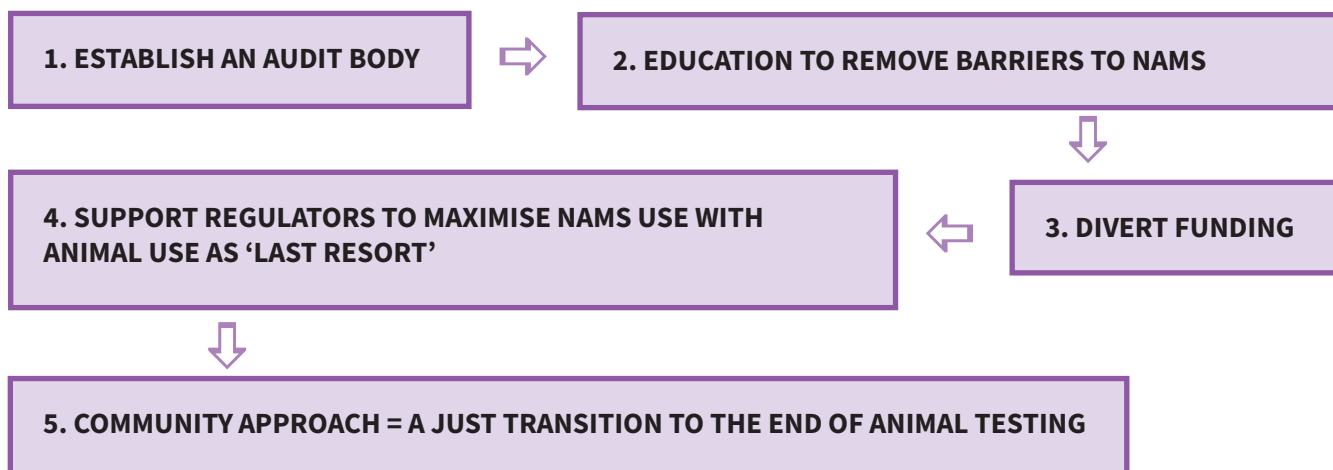 1. ESTABLISH AN AUDIT BODY
2. EDUCATION TO REMOVE BARRIERS TO NAMS
3. DIVERT FUNDING
4. SUPPORT REGULATORS TO MAXIMISE NAMS USE WITH
ANIMAL USE AS ‘LAST RESORT’
5. COMMUNITY APPROACH = A JUST TRANSITION TO THE END OF ANIMAL TESTING